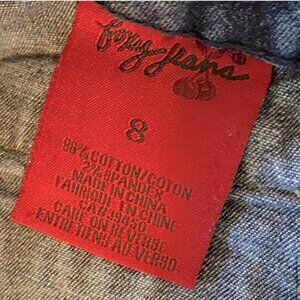 foxy jeans
8
98% COTTON/COTON
2% SPANDEX
MADE IN CHINA
FABRIQUE EN CHINE
CARE ON REVERSE
ENTRETIENS AU VERSO